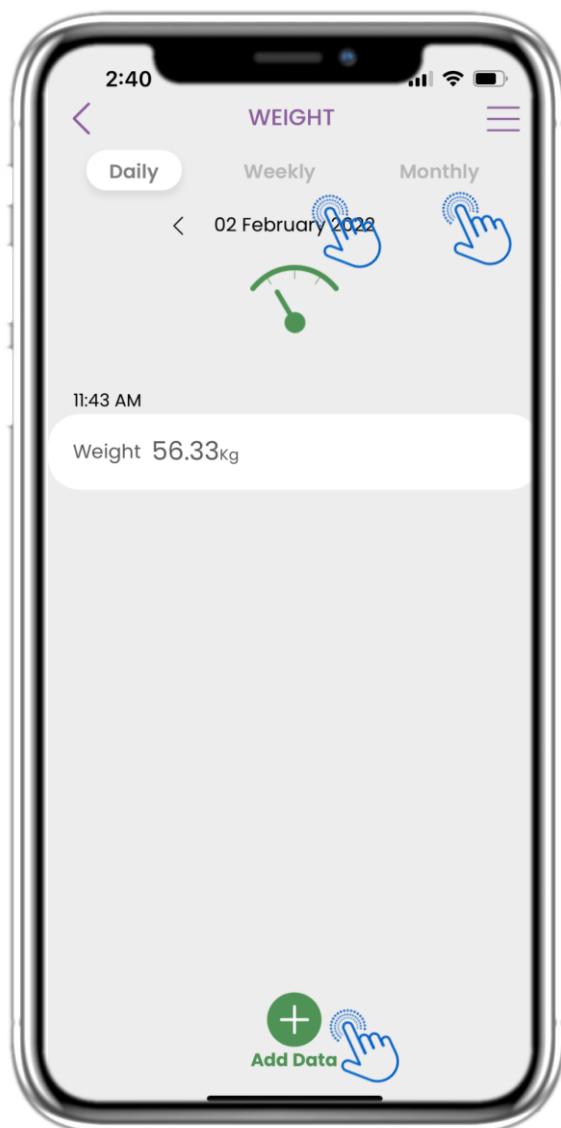 2:40
WEIGHT
Daily Weekly Monthly
02 February 2022
11:43 AM
Weight 56.33Kg
Add Data